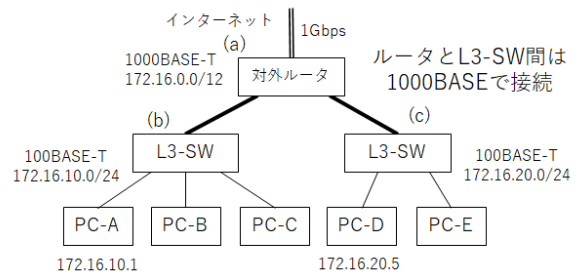 インターネット
1Gbps
(a)
1000BASE-T
172.16.0.0/12
対外ルータ
ルータとL3-SW間は
1000BASEで接続
(b)
(c)
100BASE-T
172.16.10.0/24
L3-SW
L3-SW
100BASE-T
172.16.20.0/24
PC-A
PC-B
PC-C
PC-D
PC-E
172.16.10.1
172.16.20.5